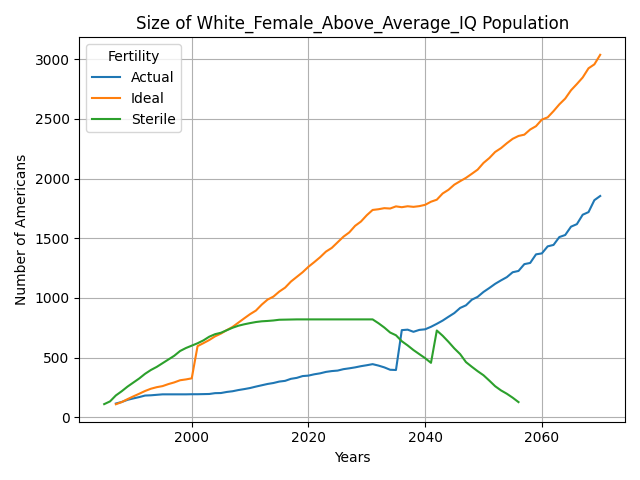 Size of White_Female_Above_Average_IQ Population
Fertility
Actual
Ideal
Sterile
Number of Americans
3000
2500
2000
1500
1000
500
0
2000
2020
2040
2060
Years